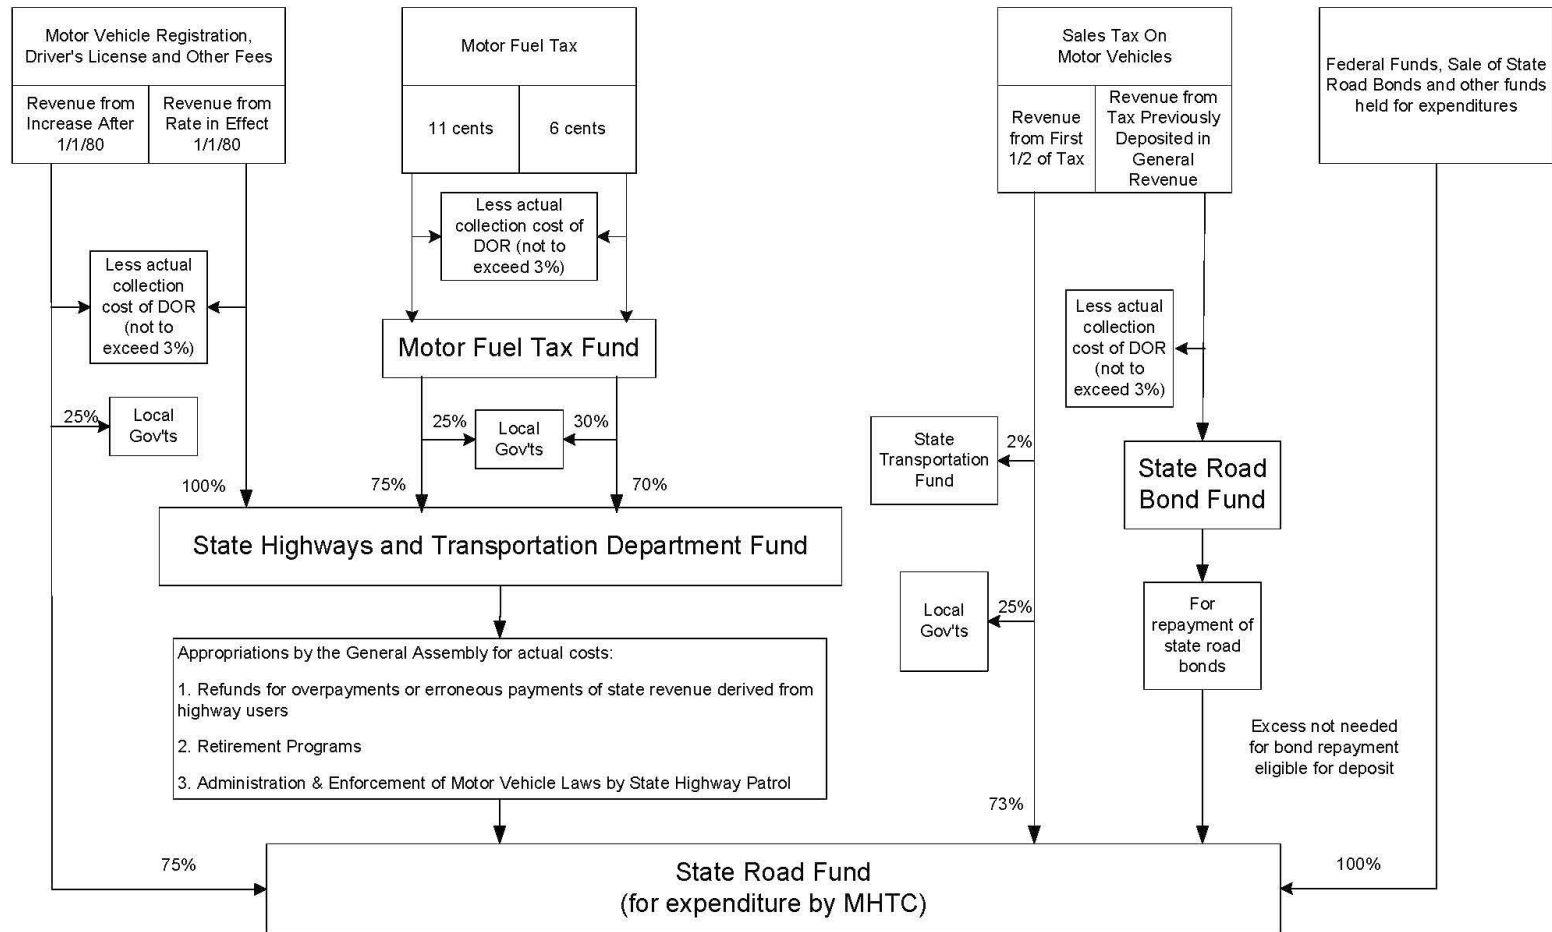 Motor Vehicle Registration,
Driver's License and Other Fees
Revenue from
Increase After
1/1/80
Revenue from
Rate in Effect
1/1/80
Motor Fuel Tax
11 cents
6 cents
Sales Tax On
Motor Vehicles
Revenue
from First
1/2 of Tax
Revenue from
Tax Previously
Deposited in
General
Revenue
Federal Funds, Sale of State
Road Bonds and other funds
held for expenditures
Less actual
collection
cost of DOR
(not to
exceed 3%)
Less actual
collection cost of
DOR (not to
exceed 3%)
Less actual
collection
cost of DOR
(not to
exceed 3%)
Motor Fuel Tax Fund
25%
Local
Gov'ts
25%
Local
Gov'ts
30%
State
Transportation
Fund
2%
State Road
Bond Fund
100%
75%
70%
State Highways and Transportation Department Fund
Local
Gov'ts
25%
For
repayment of
state road
bonds
Appropriations by the General Assembly for actual costs:
1. Refunds for overpayments or erroneous payments of state revenue derived from
highway users
2. Retirement Programs
3. Administration & Enforcement of Motor Vehicle Laws by State Highway Patrol
Excess not needed
for bond repayment
eligible for deposit
73%
75%
100%
State Road Fund
(for expenditure by MHTC)